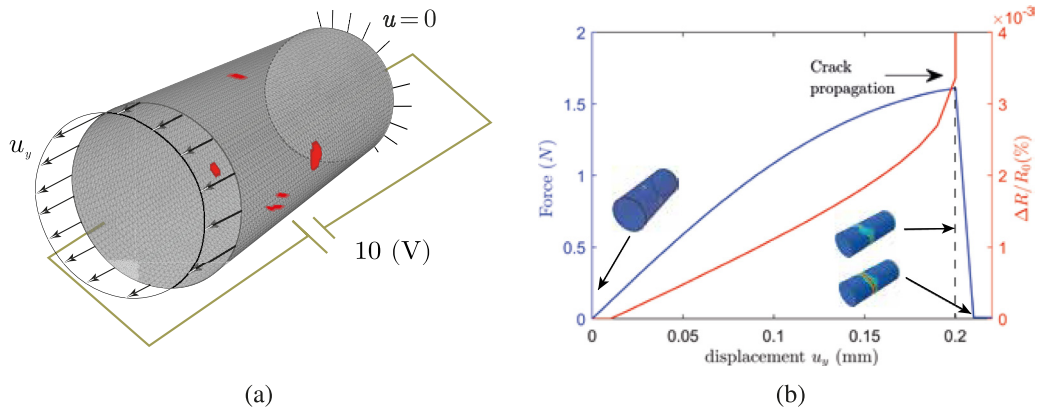 u = 0
u_y
10 (V)
(a)
×10⁻³
2
1.5
1
0.5
0
Force (N)
4
3
2
1
0
ΔR/R₀(%)
Crack
propagation
0
0.05
0.1
0.15
0.2
displacement u_y (mm)
(b)